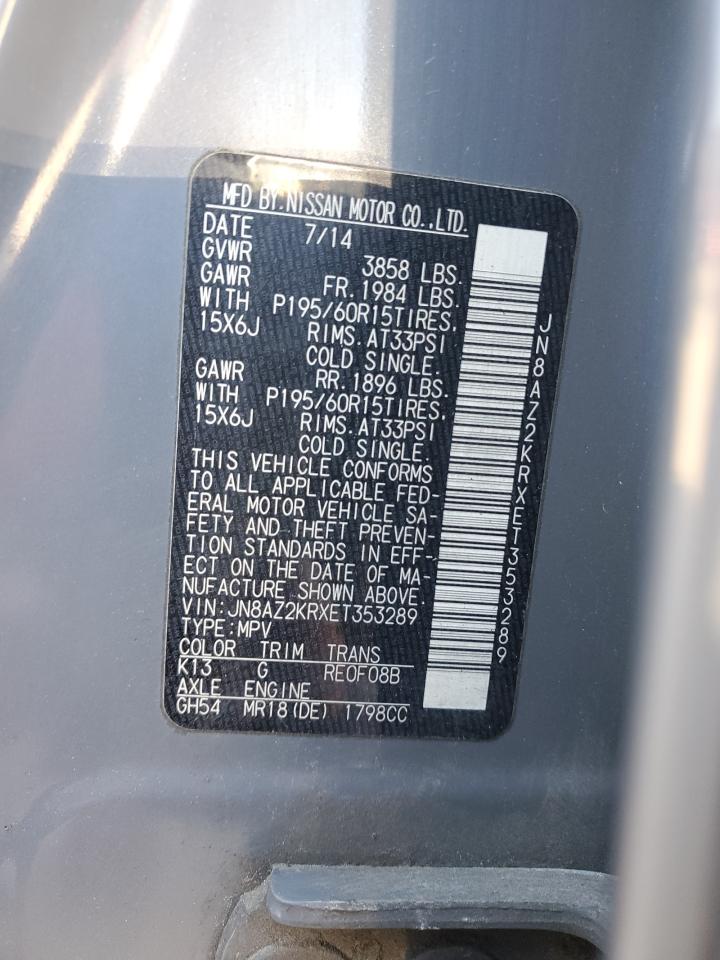 MFD BY.NISSAN MOTOR CO.,LTD.
DATE 7/14
GVWR 3858 LBS.
GAWR FR.1984 LBS.
WITH P195/60R15TIRES,
15X6J RIMS.AT33PSI
COLD SINGLE.
GAWR RR.1896 LBS.
WITH P195/60R15TIRES,
15X6J RIMS.AT33PSI
COLD SINGLE.
THIS VEHICLE CONFORMS
TO ALL APPLICABLE FED-
ERAL MOTOR VEHICLE SA-
FETY AND THEFT PREVEN-
TION STANDARDS IN EFF-
ECT ON THE DATE OF MA-
NUFACTURE SHOWN ABOVE.
VIN:JN8AZ2KRXET353289
TYPE:MPV
COLOR TRIM TRANS
K13 G RE0F08B
AXLE ENGINE
GH54 MR18(DE) 1798CC
JN8AZ2KRXET353289